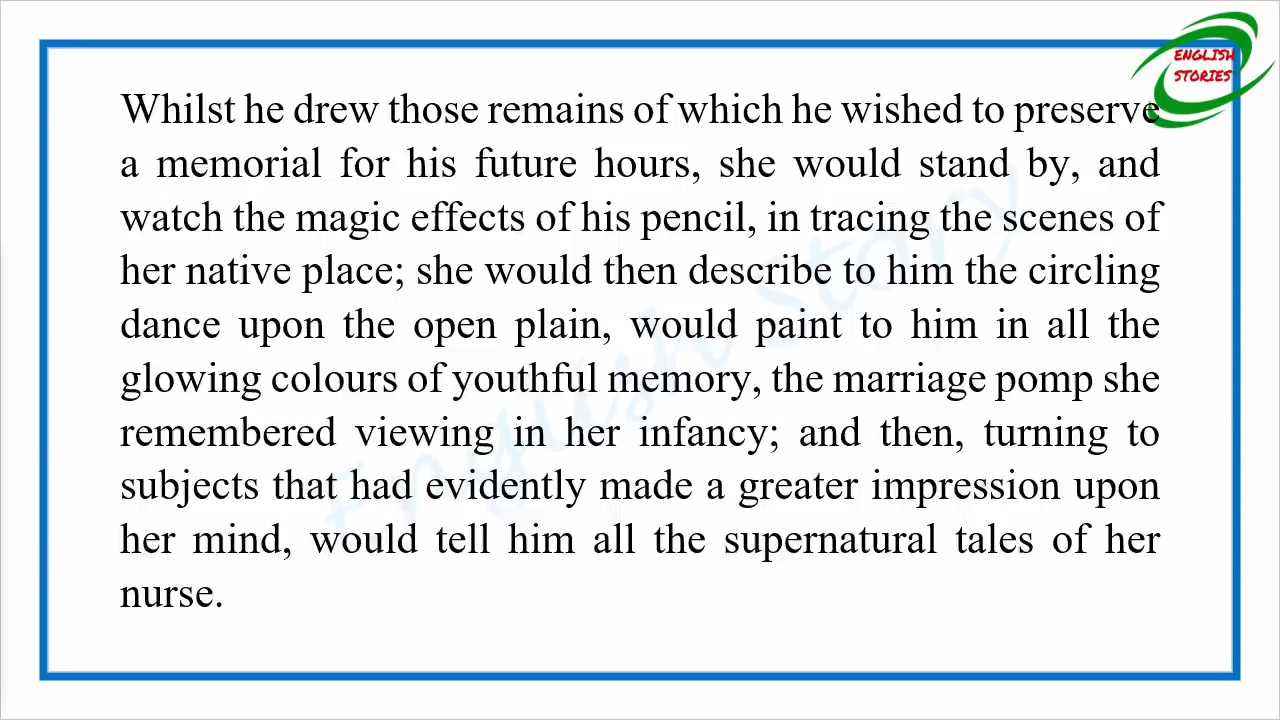 ENGLISH
STORIES
Whilst he drew those remains of which he wished to preserve
a memorial for his future hours, she would stand by, and
watch the magic effects of his pencil, in tracing the scenes of
her native place; she would then describe to him the circling
dance upon the open plain, would paint to him in all the
glowing colours of youthful memory, the marriage pomp she
remembered viewing in her infancy; and then, turning to
subjects that had evidently made a greater impression upon
her mind, would tell him all the supernatural tales of her
nurse.
English Story